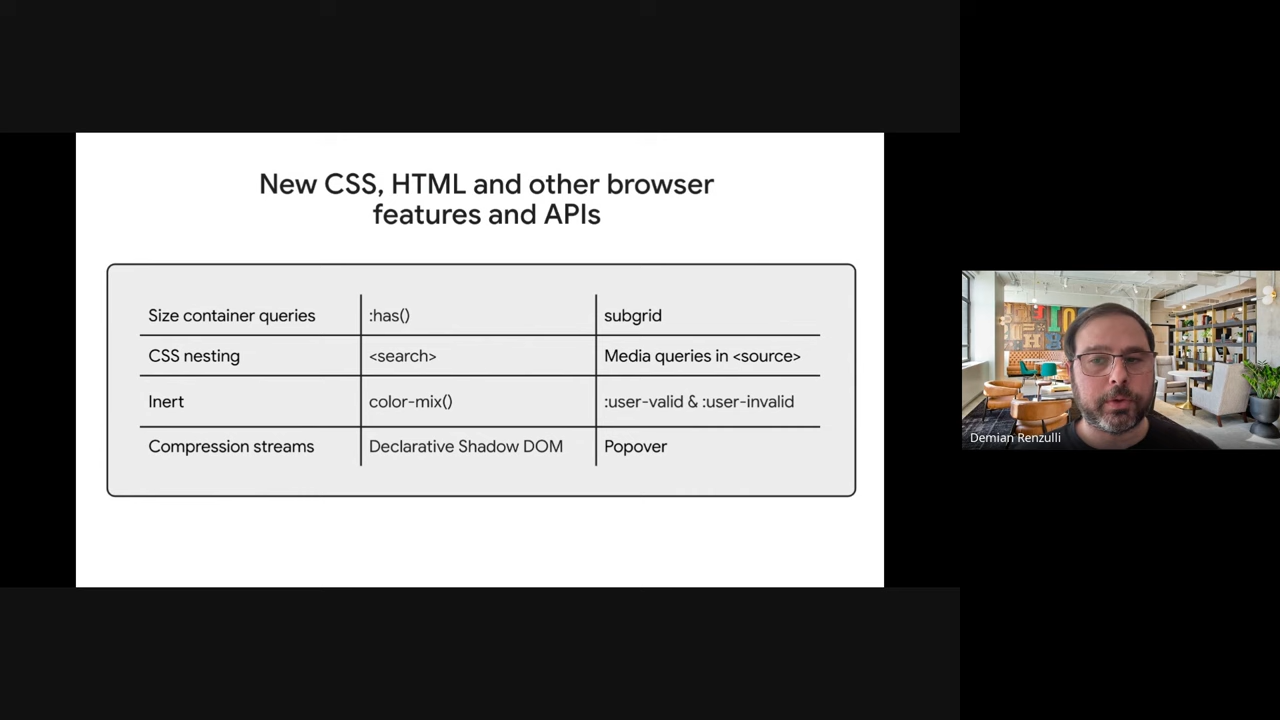 New CSS, HTML and other browser
features and APIs
Size container queries
:has()
subgrid
CSS nesting
<search>
Media queries in <source>
Inert
color-mix()
:user-valid & :user-invalid
Compression streams
Declarative Shadow DOM
Popover
Demian Renzulli